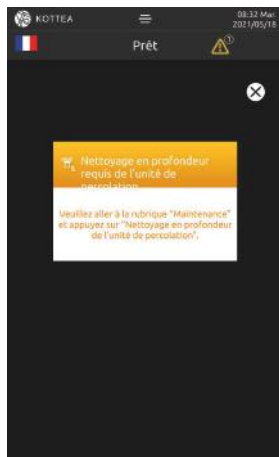 KOTTEA
08:32 Mar.
2021/05/18
Prêt
1
Nettoyage en profondeur
requis de l'unité de
percolation
Veuillez aller à la rubrique "Maintenance"
et appuyez sur "Nettoyage en profondeur
de l'unité de percolation".